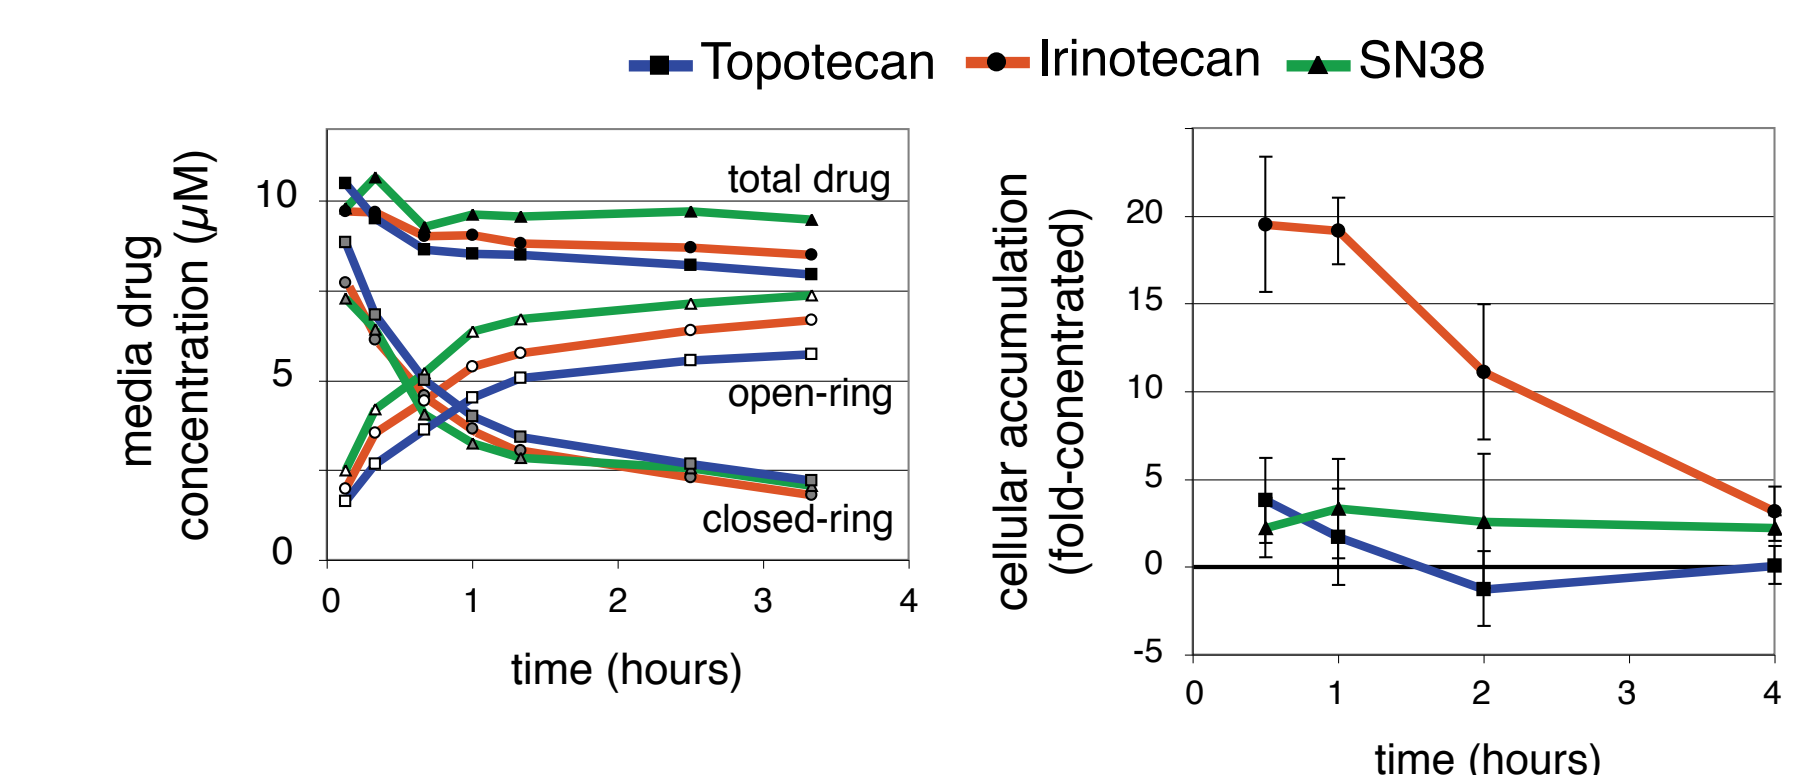 Topotecan Irinotecan SN38
media drug
concentration (µM)
10
5
0
total drug
open-ring
closed-ring
0 1 2 3 4
time (hours)
cellular accumulation
(fold-conentrated)
20
15
10
5
0
-5
0 1 2 3 4
time (hours)